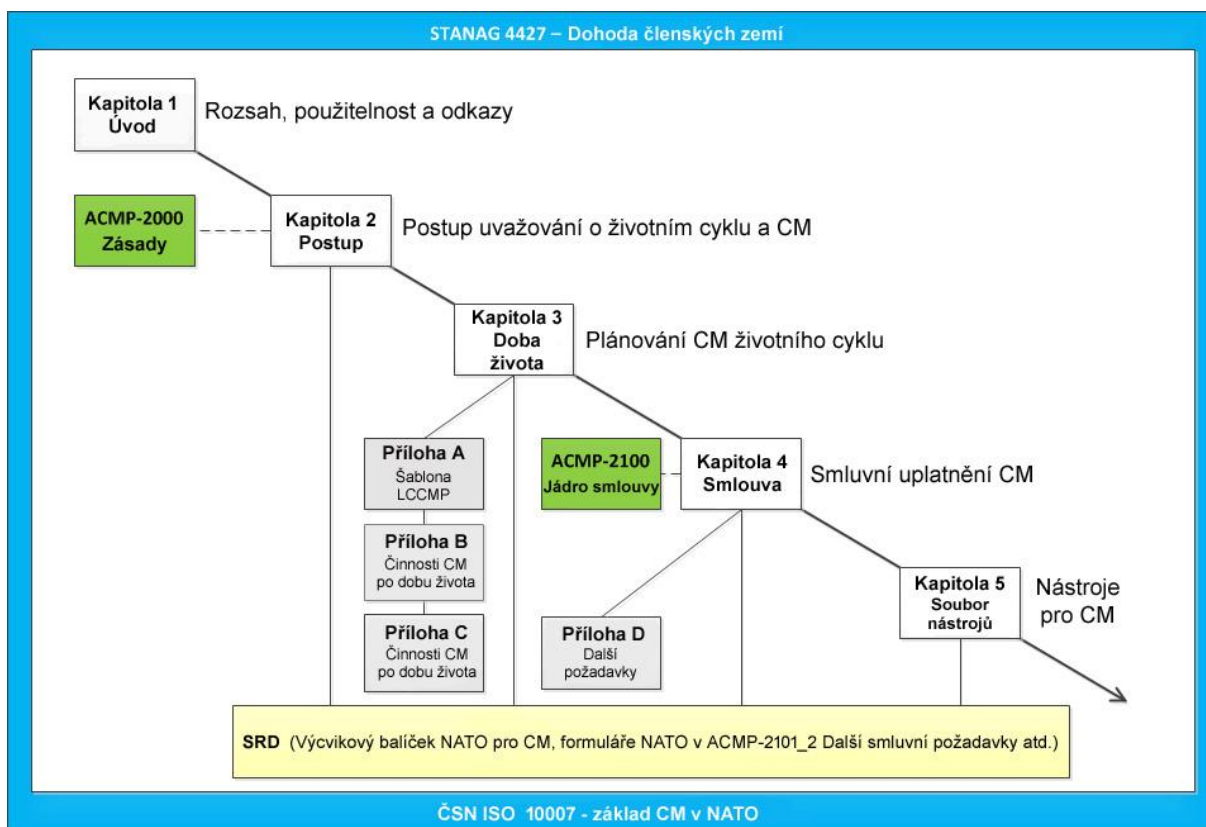 STANAG 4427 – Dohoda členských zemí
Kapitola 1
Úvod
Rozsah, použitelnost a odkazy
ACMP-2000
Zásady
Kapitola 2
Postup
Postup uvažování o životním cyklu a CM
Kapitola 3
Doba
života
Plánování CM životního cyklu
Příloha A
Šablona
LCCMP
ACMP-2100
Jádro smlouvy
Kapitola 4
Smlouva
Smluvní uplatnění CM
Příloha B
Činnosti CM
po dobu života
Kapitola 5
Soubor
nástrojů
Nástroje
pro CM
Příloha C
Činnosti CM
po dobu života
Příloha D
Další
požadavky
SRD (Výcvikový balíček NATO pro CM, formuláře NATO v ACMP-2101_2 Další smluvní požadavky atd.)
ČSN ISO 10007 - základ CM v NATO